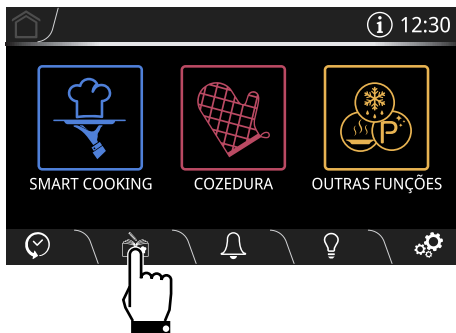 12:30
SMART COOKING
COZEDURA
OUTRAS FUNÇÕES
P